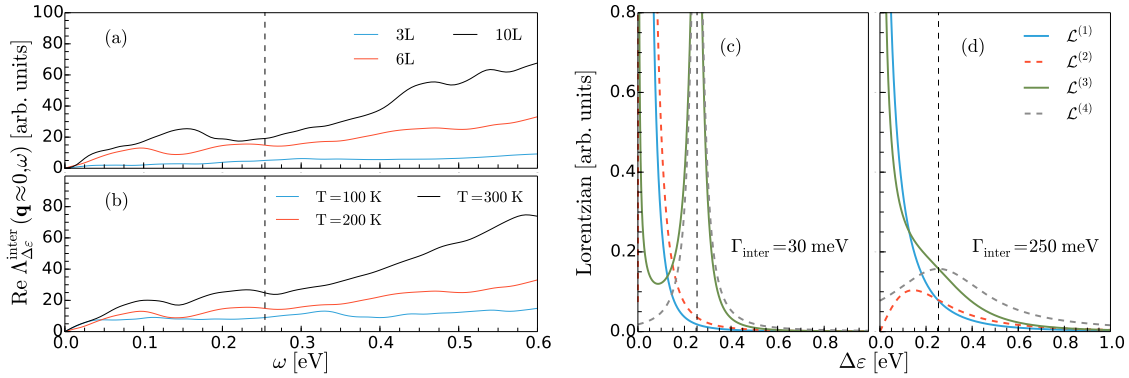 (a)
3L
10L
6L
100
80
60
40
20
0
Re Λ^inter_Δε (q≈0,ω) [arb. units]
(b)
T=100 K
T=300 K
T=200 K
80
60
40
20
0
0.0 0.1 0.2 0.3 0.4 0.5 0.6
ω [eV]
Lorentzian [arb. units]
0.8
0.6
0.4
0.2
0.0
(c)
Γ_inter=30 meV
0.0 0.2 0.4 0.6 0.8
(d)
ℒ^(1)
ℒ^(2)
ℒ^(3)
ℒ^(4)
Γ_inter=250 meV
0.0 0.2 0.4 0.6 0.8 1.0
Δε [eV]